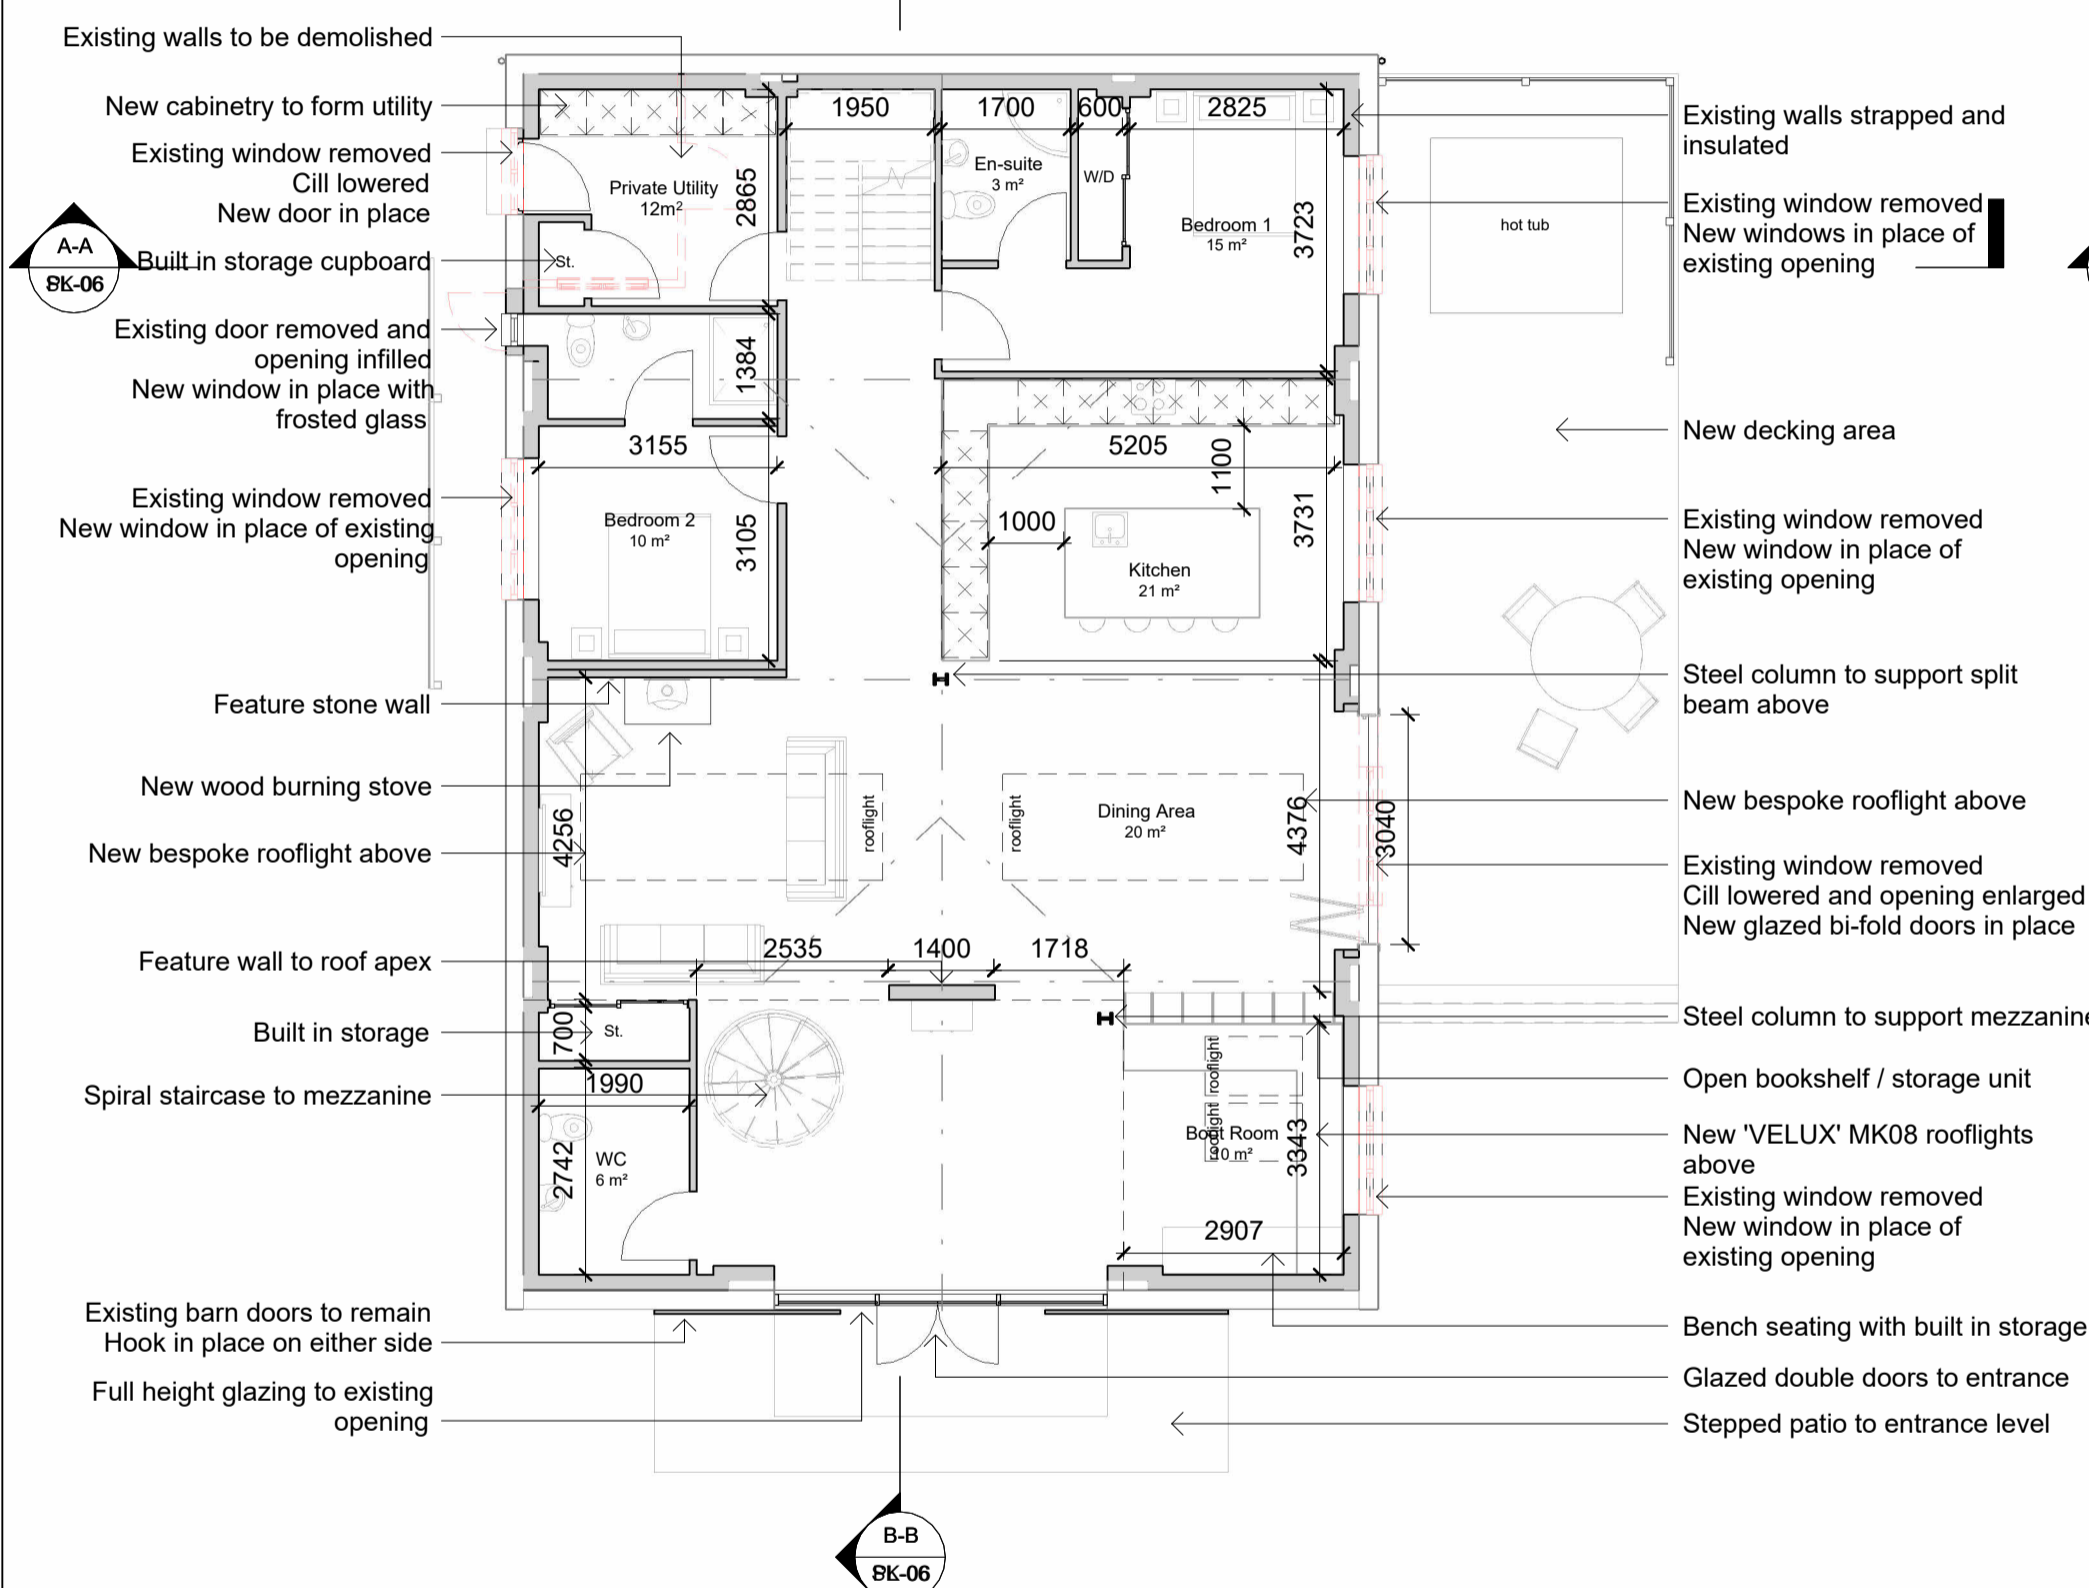 Existing walls to be demolished
New cabinetry to form utility
Existing window removed
Cill lowered
New door in place
A-A
Built in storage cupboard
Existing door removed and
opening infilled
New window in place with
frosted glass
Existing window removed
New window in place of existing
opening
Feature stone wall
New wood burning stove
New bespoke rooflight above
Feature wall to roof apex
Built in storage
Spiral staircase to mezzanine
Existing barn doors to remain
Hook in place on either side
Full height glazing to existing
opening
1950
1700
600
2825
Private Utility
12m²
2865
En-suite
3 m²
W/D
Bedroom 1
15 m²
3723
St.
1384
3155
5205
1100
Bedroom 2
10 m²
3105
1000
3731
Kitchen
21 m²
4256
rooflight
rooflight
Dining Area
20 m²
4376
3040
2535
1400
1718
700
St.
1990
rooflight
rooflight
2742
WC
6 m²
Boot Room
10 m²
3343
2907
hot tub
Existing walls strapped and
insulated
Existing window removed
New windows in place of
existing opening
New decking area
Existing window removed
New window in place of
existing opening
Steel column to support split
beam above
New bespoke rooflight above
Existing window removed
Cill lowered and opening enlarged
New glazed bi-fold doors in place
Steel column to support mezzanine
Open bookshelf / storage unit
New 'VELUX' MK08 rooflights
above
Existing window removed
New window in place of
existing opening
Bench seating with built in storage
Glazed double doors to entrance
Stepped patio to entrance level
B-B